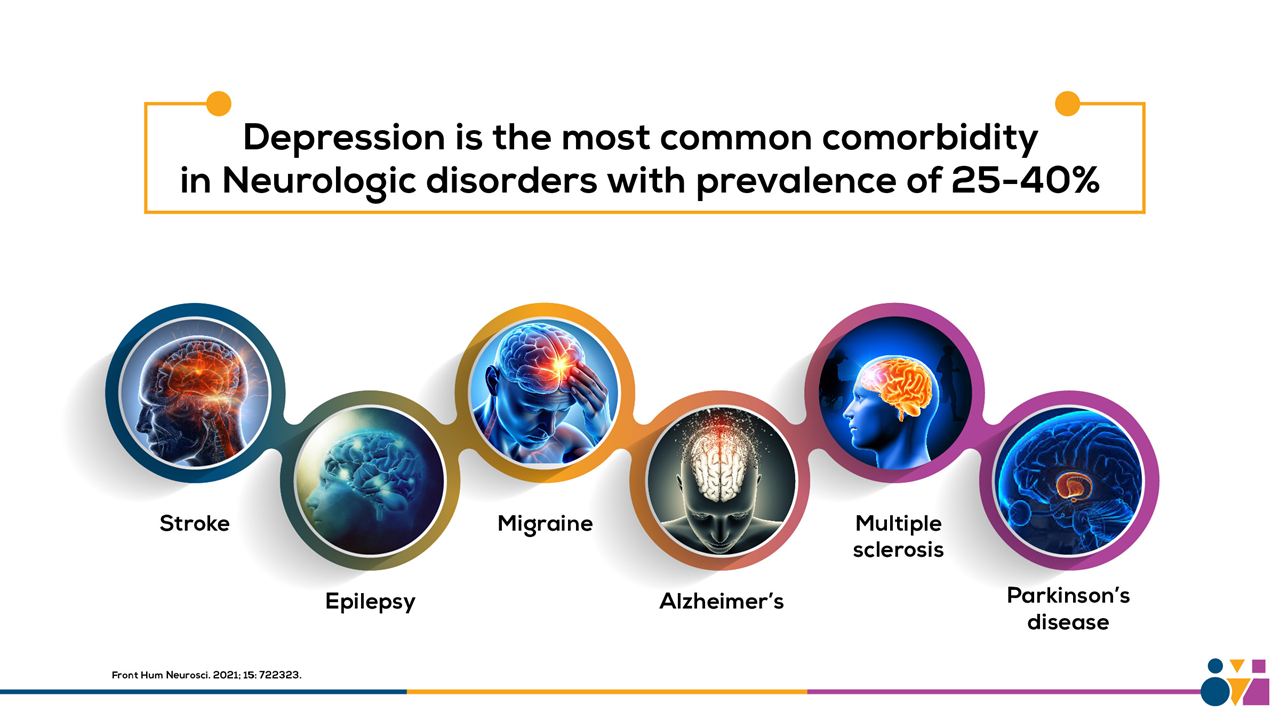 Depression is the most common comorbidity
in Neurologic disorders with prevalence of 25-40%
Stroke
Epilepsy
Migraine
Alzheimer’s
Multiple
sclerosis
Parkinson’s
disease
Front Hum Neurosci. 2021; 15: 722323.